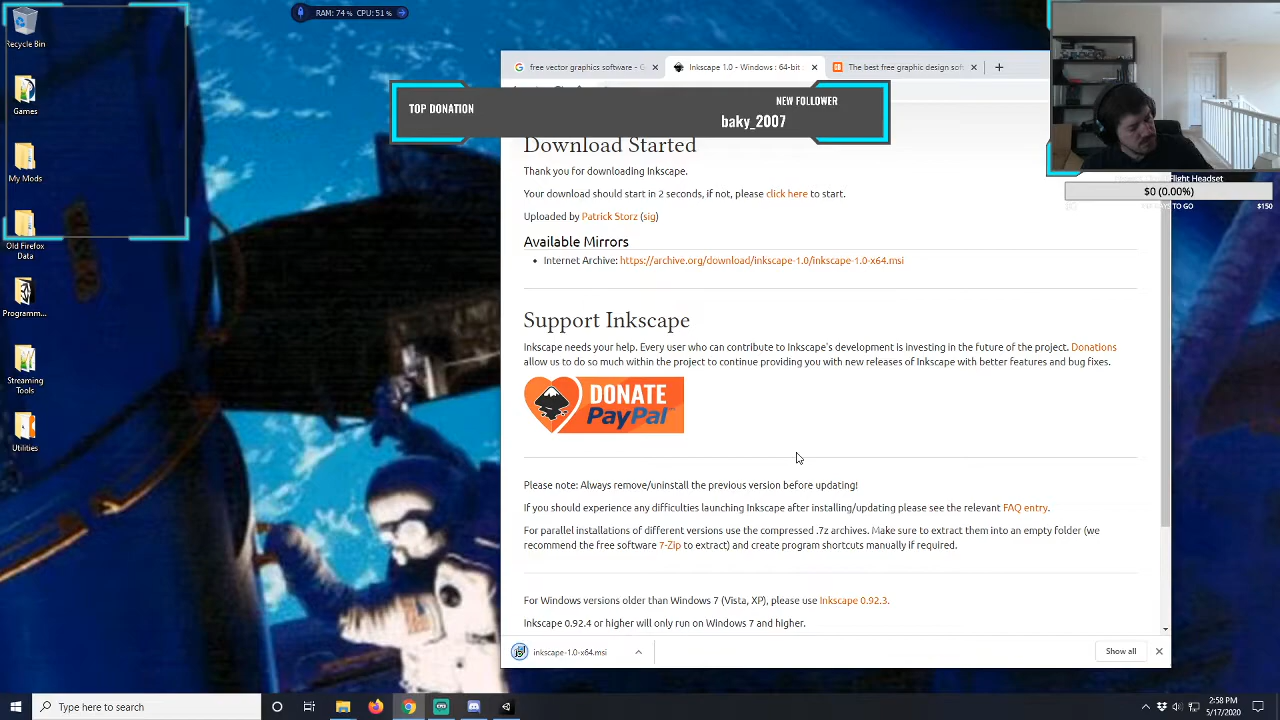 RAM: 74 % CPU: 51 %
Recycle Bin
Games
My Mods
Old Firefox
Data
Programm...
Streaming
Tools
Utilities
free vector graphics software - G
Inkscape 1.0 - Windows : 64-bit
The best free graphic design soft
TOP DONATION
NEW FOLLOWER
baky_2007
Flight Headset
$0 (0.00%)
TO GO
$150
Download Started
Thank you for downloading Inkscape.
Your download should start in 2 seconds, if not, please click here to start.
Uploaded by Patrick Storz (sig)
Available Mirrors
• Internet Archive: https://archive.org/download/inkscape-1.0/inkscape-1.0-x64.msi
Support Inkscape
Inkscape needs your help. Every user who can contribute to Inkscape's development is investing in the future of the project. Donations
allow us to do so much within the project to continue providing you with new releases of Inkscape with better features and bug fixes.
DONATE
PayPal™
Please note: Always remove/uninstall the previous version before updating!
If you should experience any difficulties launching Inkscape after installing/updating please see the relevant FAQ entry.
For parallel installations of different versions use the compressed .7z archives. Make sure to extract them into an empty folder (we
recommend the free software 7-Zip to extract) and create program shortcuts manually if required.
For Windows versions older than Windows 7 (Vista, XP), please use Inkscape 0.92.3.
Inkscape 0.92.4 or higher will only run on Windows 7 and higher.
inkscape-1.0-x64.msi
Show all
Type here to search
2:58 PM
5/17/2020